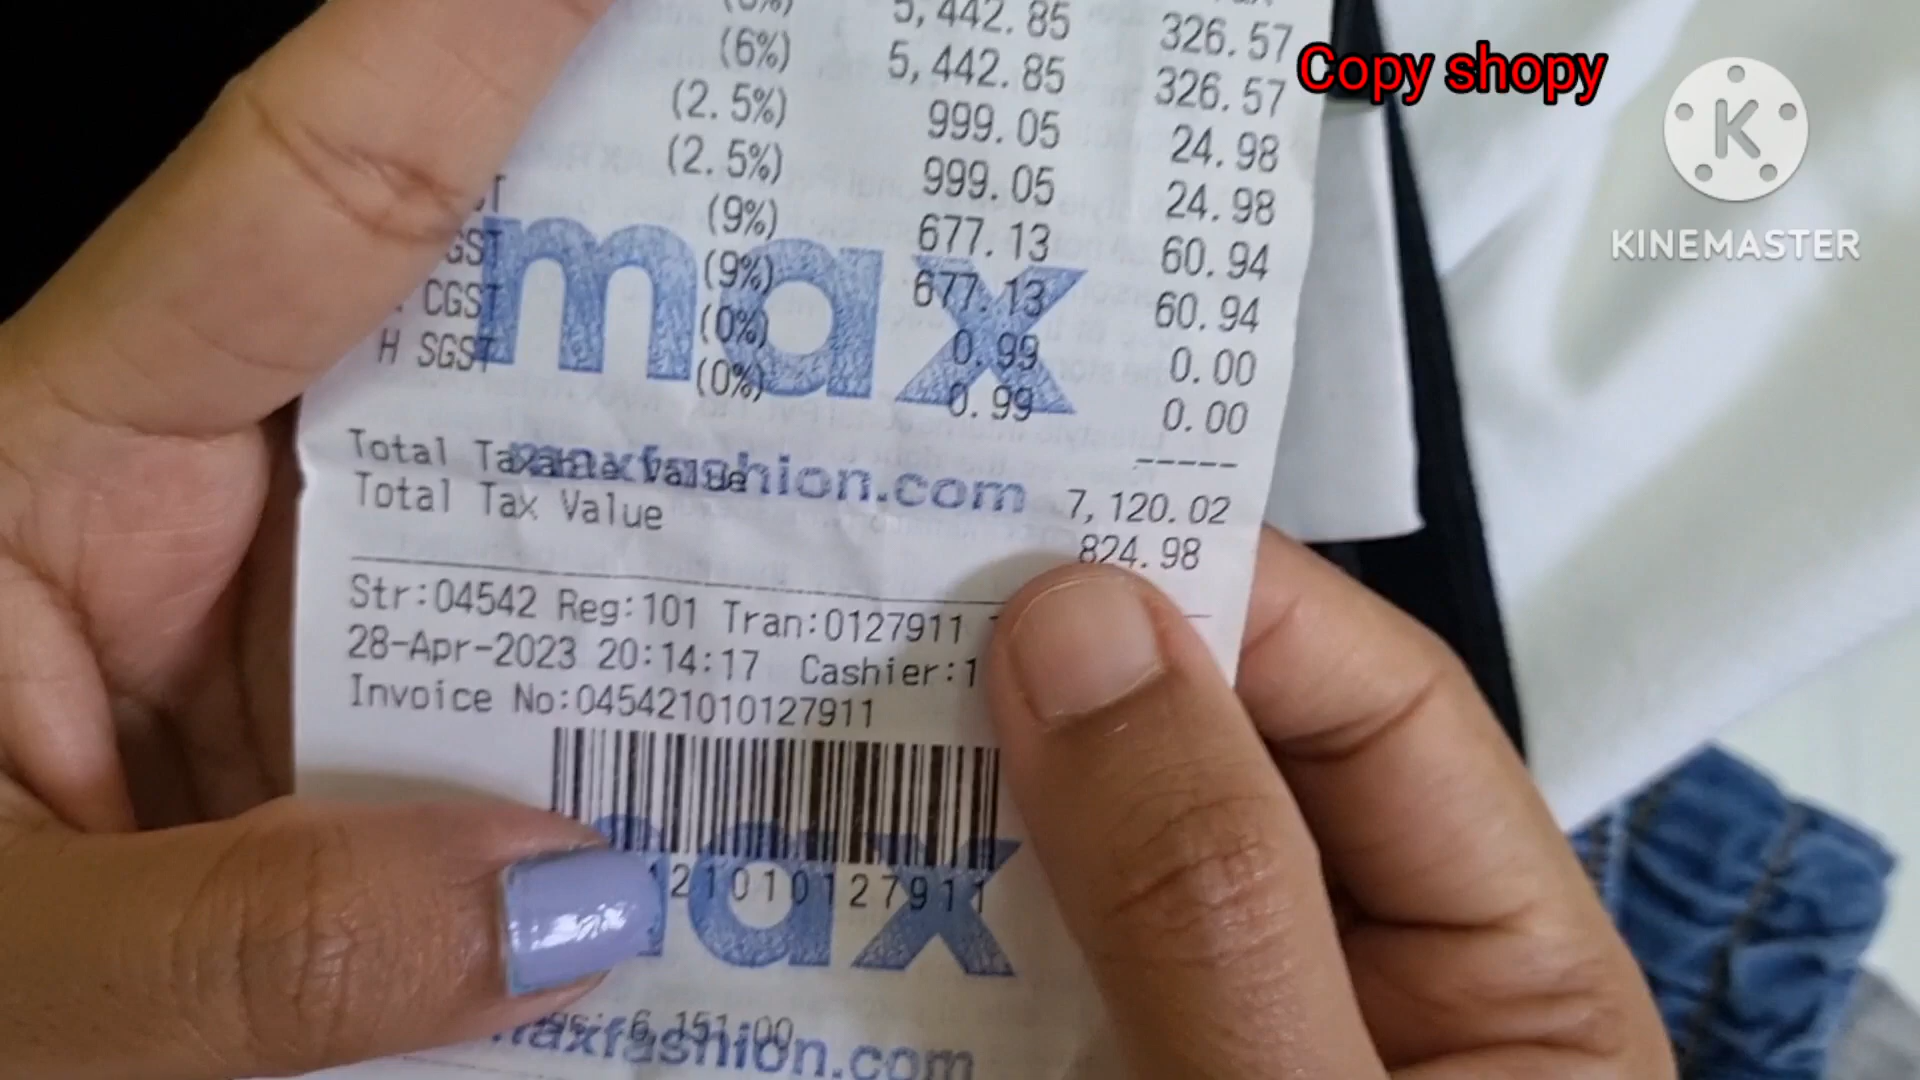 5,442.85 326.57
(6%) 5,442.85 326.57
(2.5%) 999.05 24.98
(2.5%) 999.05 24.98
(9%) 677.13 60.94
GST (9%) 677.13 60.94
CGST (0%) 0.99 0.00
H SGST (0%) 0.99 0.00
-----
Total Taxable Value 7,120.02
Total Tax Value 824.98
Str:04542 Reg:101 Tran:0127911
28-Apr-2023 20:14:17 Cashier:1
Invoice No:045421010127911
21010127911
6,151.00
max
maxfashion.com
max
maxfashion.com
Copy shopy
K
KINEMASTER